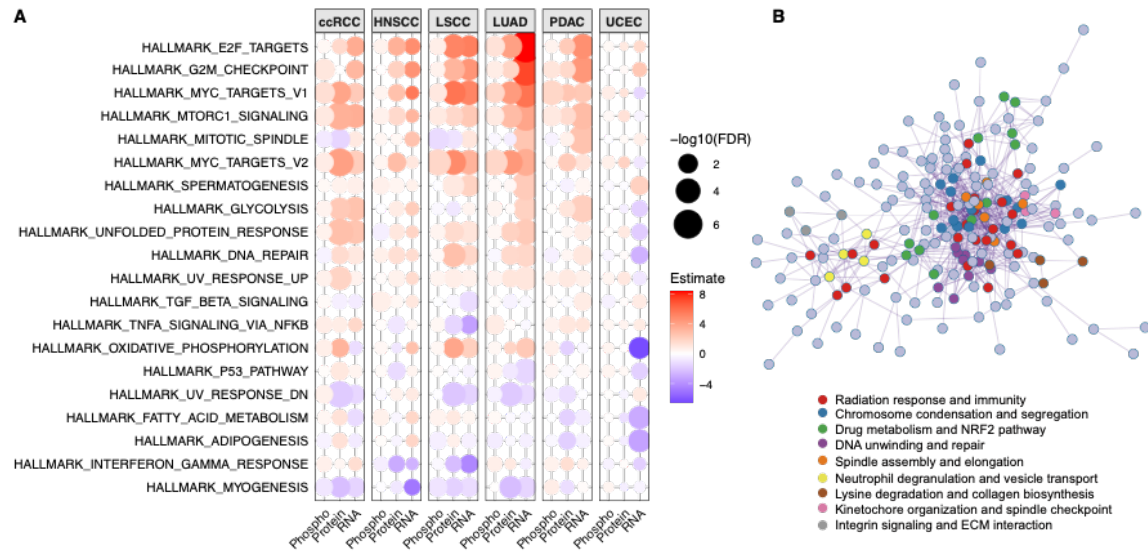 A
ccRCC HNSCC LSCC LUAD PDAC UCEC
HALLMARK_E2F_TARGETS
HALLMARK_G2M_CHECKPOINT
HALLMARK_MYC_TARGETS_V1
HALLMARK_MTORC1_SIGNALING
HALLMARK_MITOTIC_SPINDLE
HALLMARK_MYC_TARGETS_V2
HALLMARK_SPERMATOGENESIS
HALLMARK_GLYCOLYSIS
HALLMARK_UNFOLDED_PROTEIN_RESPONSE
HALLMARK_DNA_REPAIR
HALLMARK_UV_RESPONSE_UP
HALLMARK_TGF_BETA_SIGNALING
HALLMARK_TNFA_SIGNALING_VIA_NFKB
HALLMARK_OXIDATIVE_PHOSPHORYLATION
HALLMARK_P53_PATHWAY
HALLMARK_UV_RESPONSE_DN
HALLMARK_FATTY_ACID_METABOLISM
HALLMARK_ADIPOGENESIS
HALLMARK_INTERFERON_GAMMA_RESPONSE
HALLMARK_MYOGENESIS
Phospho Protein RNA Phospho Protein RNA Phospho Protein RNA Phospho Protein RNA Phospho Protein RNA Phospho Protein RNA
−log10(FDR)
2
4
6
Estimate
8
4
0
−4
B
Radiation response and immunity
Chromosome condensation and segregation
Drug metabolism and NRF2 pathway
DNA unwinding and repair
Spindle assembly and elongation
Neutrophil degranulation and vesicle transport
Lysine degradation and collagen biosynthesis
Kinetochore organization and spindle checkpoint
Integrin signaling and ECM interaction